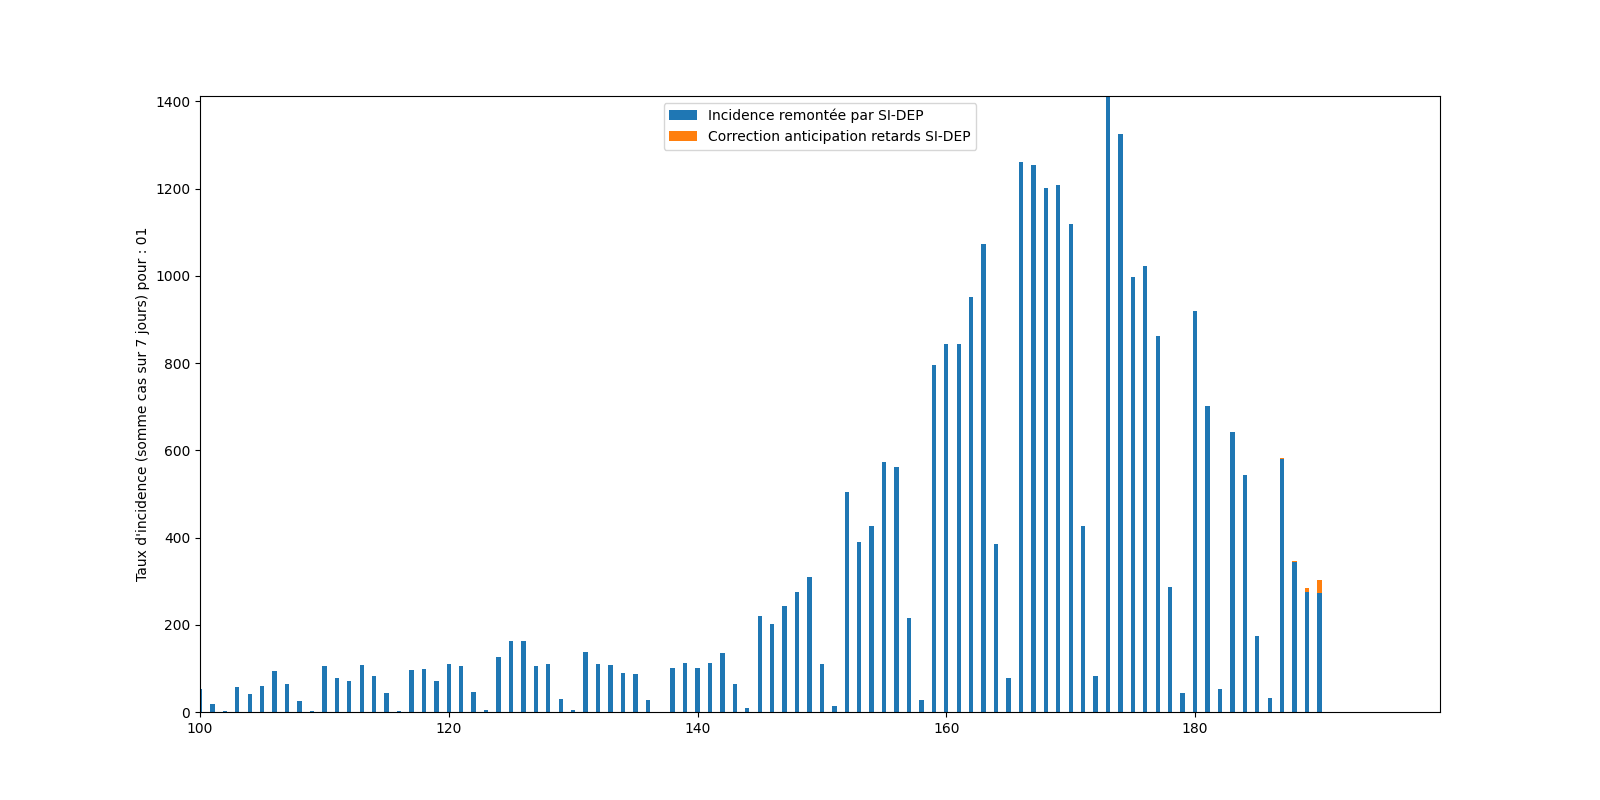 Taux d'incidence (somme cas sur 7 jours) pour : 01
1400
1200
1000
800
600
400
200
0
Incidence remontée par SI-DEP
Correction anticipation retards SI-DEP
100 120 140 160 180